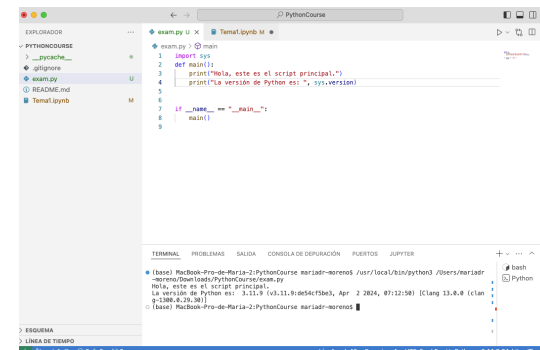 PythonCourse
EXPLORADOR
exam.py U
Tema1.ipynb M
PYTHONCOURSE
__pycache__
.gitignore
exam.py U
README.md
Tema1.ipynb M
exam.py > main
1 import sys
2 def main():
3 print("Hola, este es el script principal.")
4 print("La versión de Python es: ", sys.version)
5
6
7 if __name__ == "__main__":
8 main()
9
TERMINAL PROBLEMAS SALIDA CONSOLA DE DEPURACIÓN PUERTOS JUPYTER
(base) MacBook-Pro-de-Maria-2:PythonCourse mariadr-moreno$ /usr/local/bin/python3 /Users/mariadr
-moreno/Downloads/PythonCourse/exam.py
Hola, este es el script principal.
La versión de Python es: 3.11.9 (v3.11.9:de54cf5be3, Apr 2 2024, 07:12:50) [Clang 13.0.0 (clan
g-1300.0.29.30)]
(base) MacBook-Pro-de-Maria-2:PythonCourse mariadr-moreno$
bash
Python
ESQUEMA
LÍNEA DE TIEMPO